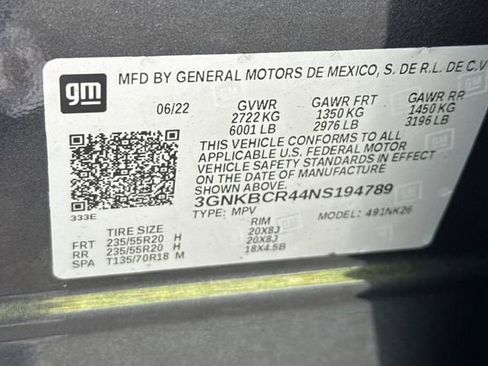 gm
MFD BY GENERAL MOTORS DE MEXICO, S. DE R.L. DE C.V
06/22 GVWR GAWR FRT GAWR RR
2722 KG 1350 KG 1450 KG
6001 LB 2976 LB 3196 LB
THIS VEHICLE CONFORMS TO ALL
APPLICABLE U.S. FEDERAL MOTOR
VEHICLE SAFETY STANDARDS IN EFFECT
ON THE DATE OF MANUFACTURE
SHOWN ABOVE.
3GNKBCR44NS194789
333E TYPE: MPV MODEL: 491NK26
TIRE SIZE RIM
FRT 235/55R20 H 20X8J
RR 235/55R20 H 20X8J
SPA T135/70R18 M 18X4.5B